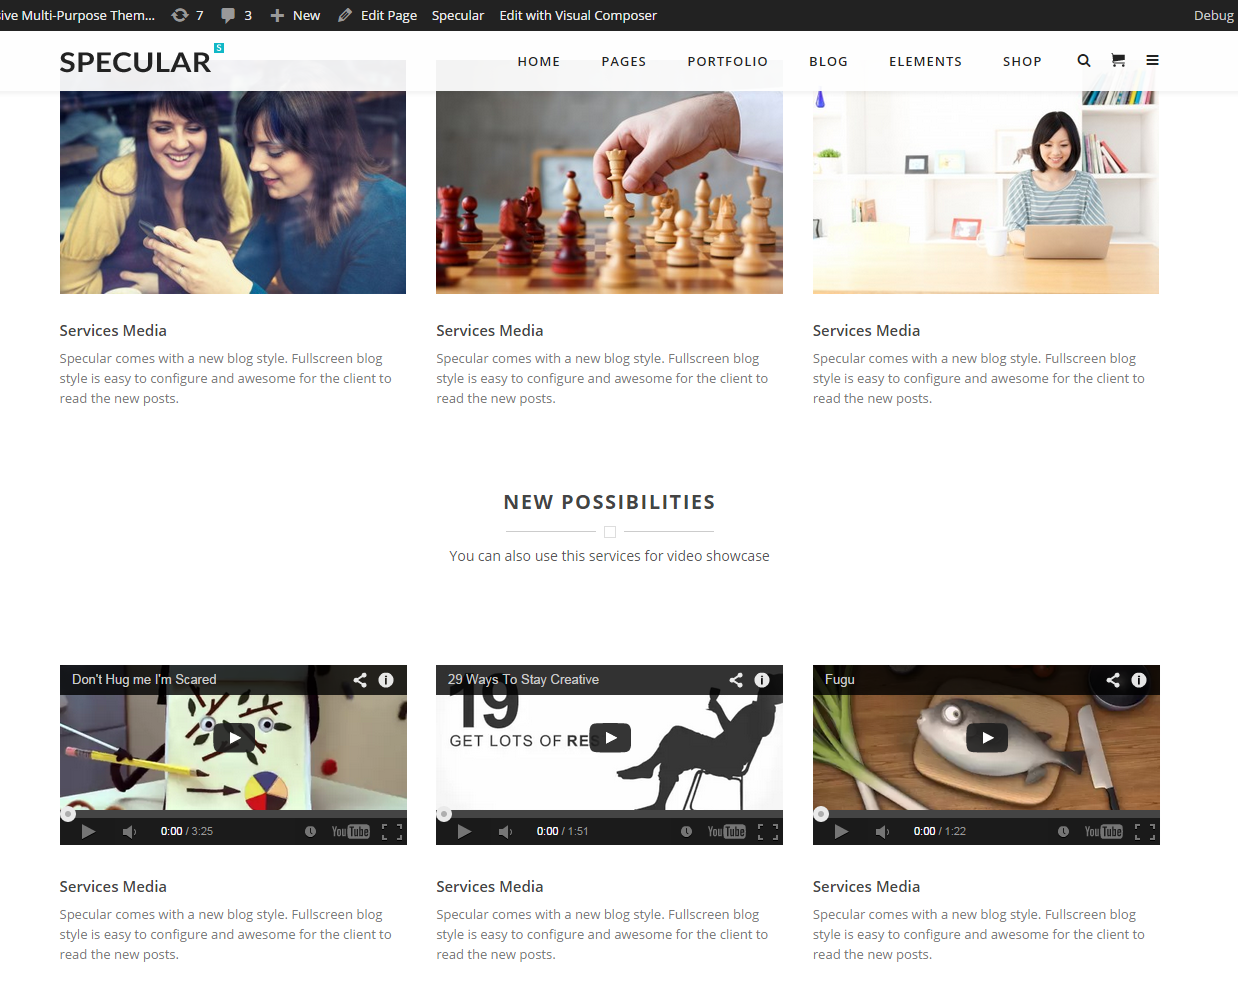 ive Multi-Purpose Them... 7 3 New Edit Page Specular Edit with Visual Composer Debug
SPECULAR S HOME PAGES PORTFOLIO BLOG ELEMENTS SHOP
Services Media
Specular comes with a new blog style. Fullscreen blog
style is easy to configure and awesome for the client to
read the new posts.
Services Media
Specular comes with a new blog style. Fullscreen blog
style is easy to configure and awesome for the client to
read the new posts.
Services Media
Specular comes with a new blog style. Fullscreen blog
style is easy to configure and awesome for the client to
read the new posts.
NEW POSSIBILITIES
You can also use this services for video showcase
Don't Hug me I'm Scared
0:00 / 3:25 YouTube
29 Ways To Stay Creative
19
GET LOTS OF RES
0:00 / 1:51 YouTube
Fugu
0:00 / 1:22 YouTube
Services Media
Specular comes with a new blog style. Fullscreen blog
style is easy to configure and awesome for the client to
read the new posts.
Services Media
Specular comes with a new blog style. Fullscreen blog
style is easy to configure and awesome for the client to
read the new posts.
Services Media
Specular comes with a new blog style. Fullscreen blog
style is easy to configure and awesome for the client to
read the new posts.